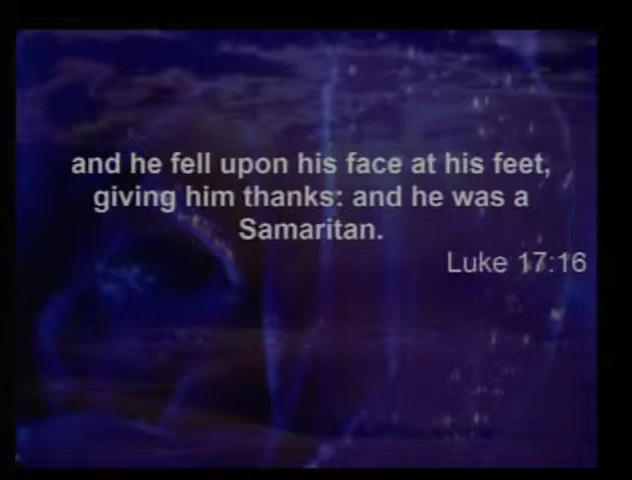 and he fell upon his face at his feet,
giving him thanks: and he was a
Samaritan.
Luke 17:16